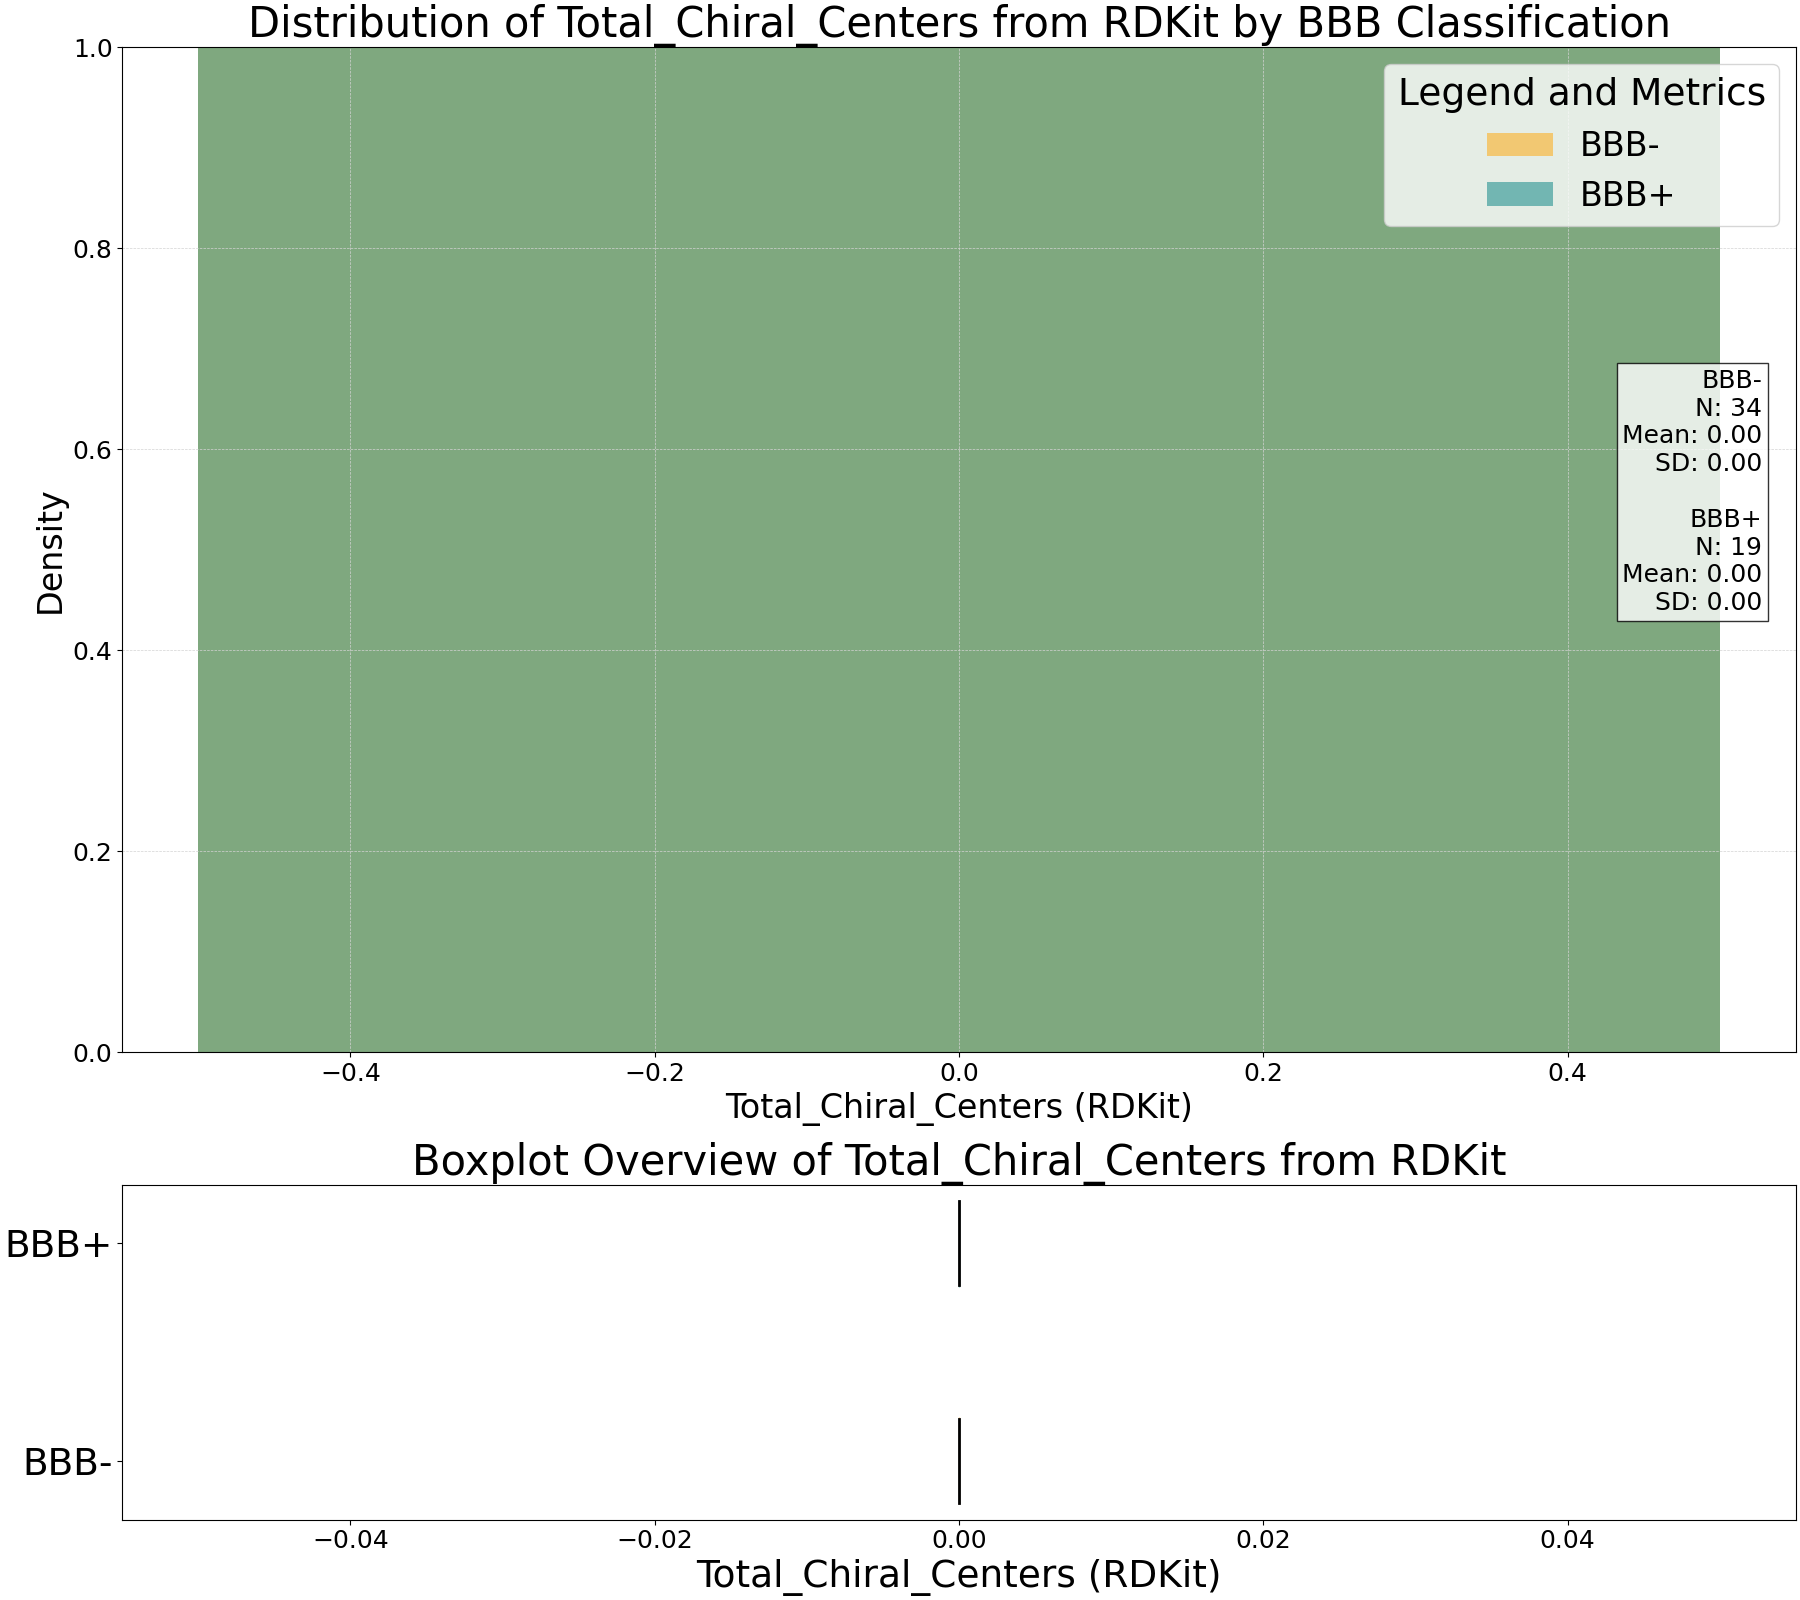 Distribution of Total_Chiral_Centers from RDKit by BBB Classification
Legend and Metrics
BBB-
BBB+
1.0
0.8
0.6
0.4
0.2
0.0
Density
BBB-
N: 34
Mean: 0.00
SD: 0.00
BBB+
N: 19
Mean: 0.00
SD: 0.00
−0.4
−0.2
0.0
0.2
0.4
Total_Chiral_Centers (RDKit)
Boxplot Overview of Total_Chiral_Centers from RDKit
BBB+
BBB-
−0.04
−0.02
0.00
0.02
0.04
Total_Chiral_Centers (RDKit)